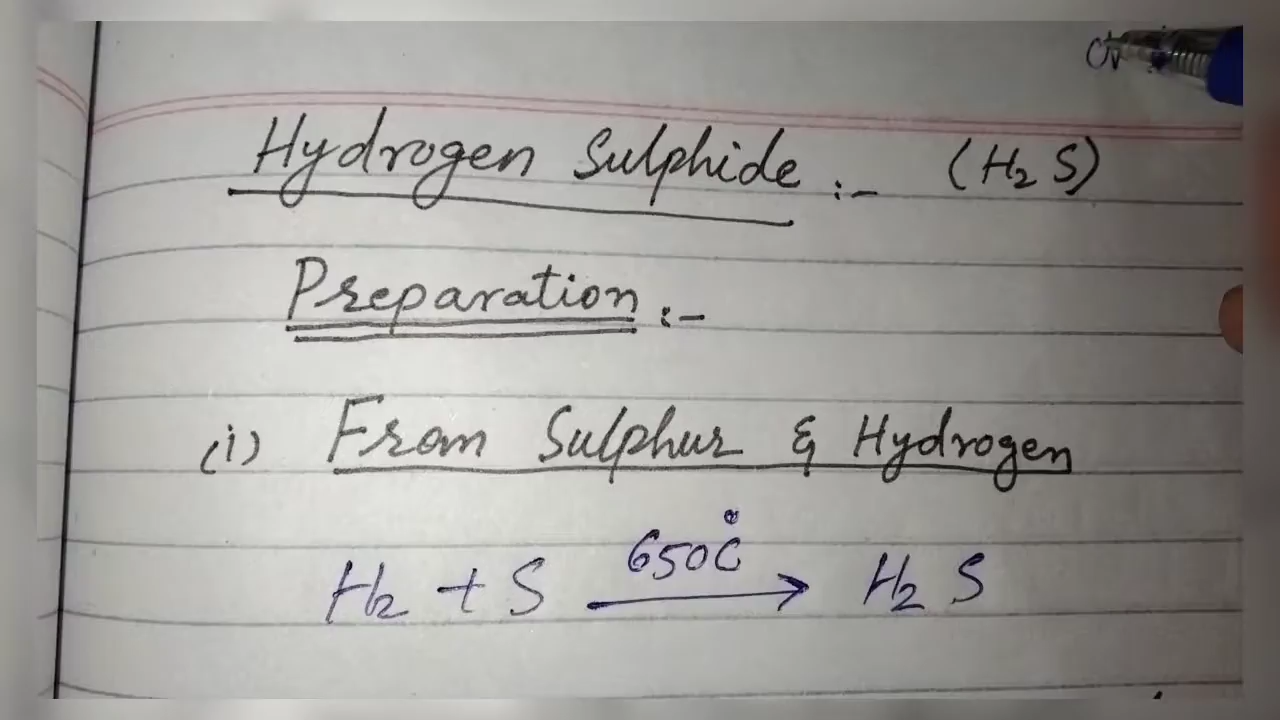 Hydrogen Sulphide :- (H₂S)
Preparation :-
(i) From Sulphur & Hydrogen
H₂ + S 650°C → H₂S